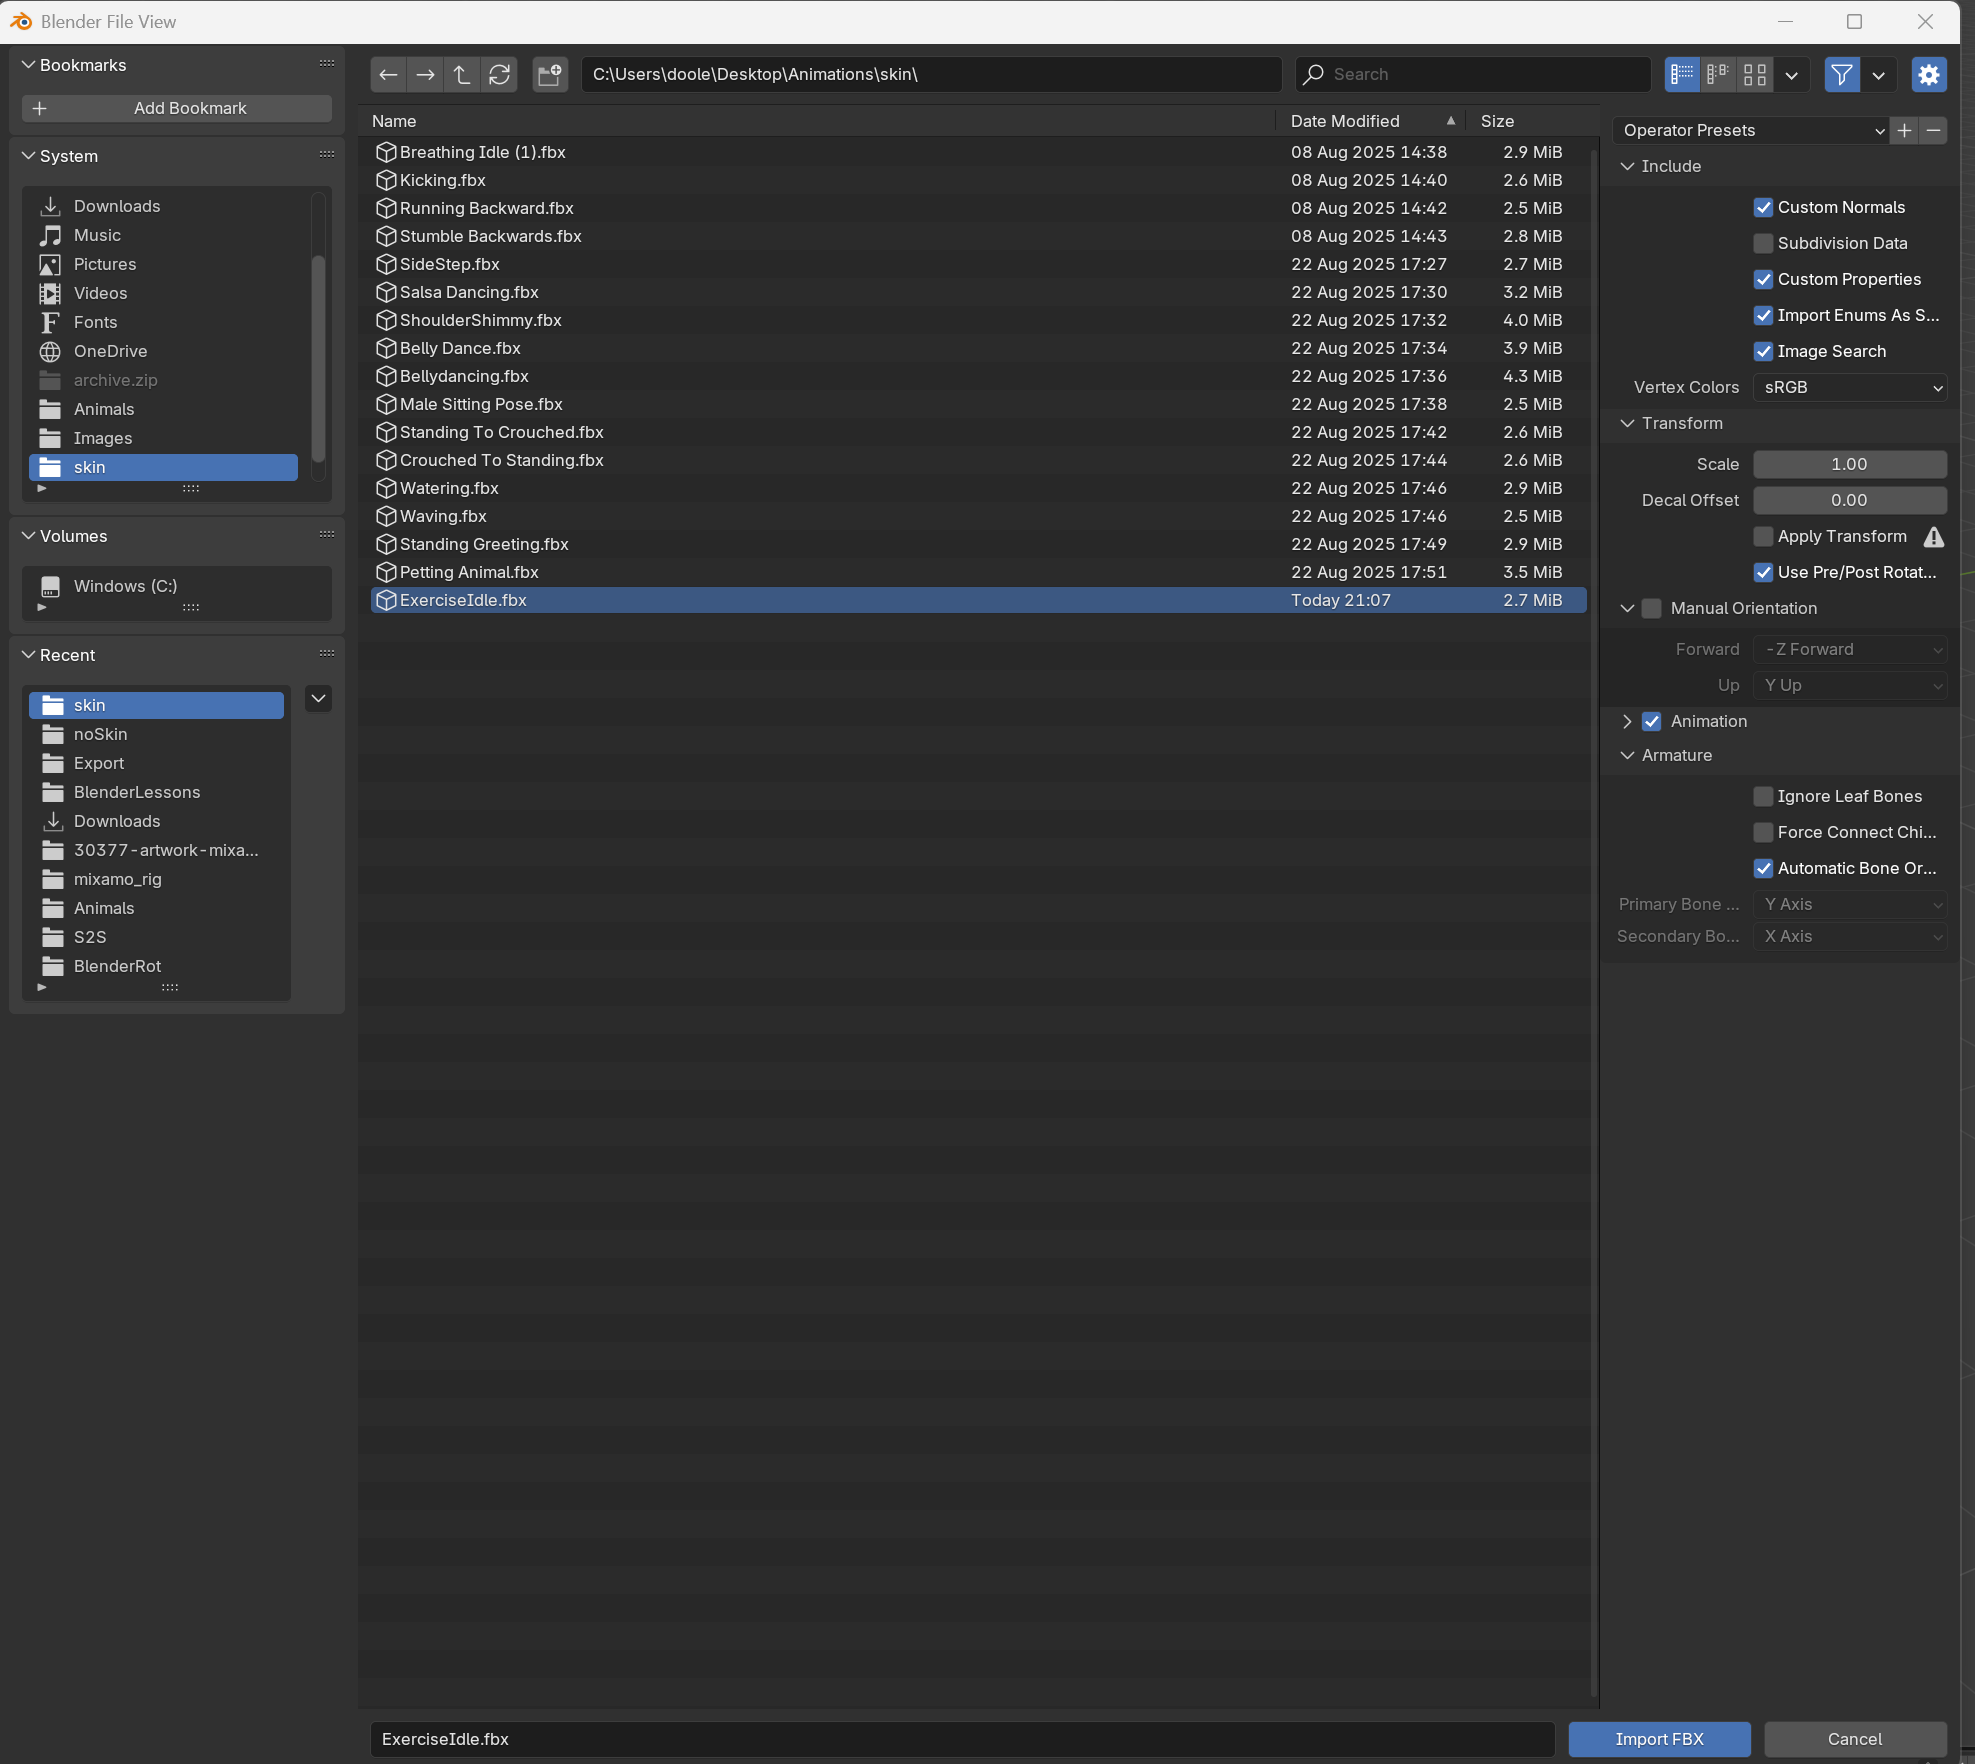 Blender File View
Bookmarks
Add Bookmark
System
Downloads
Music
Pictures
Videos
Fonts
OneDrive
archive.zip
Animals
Images
skin
Volumes
Windows (C:)
Recent
skin
noSkin
Export
BlenderLessons
Downloads
30377-artwork-mixa...
mixamo_rig
Animals
S2S
BlenderRot
C:\Users\doole\Desktop\Animations\skin\
Search
Name Date Modified Size
Breathing Idle (1).fbx 08 Aug 2025 14:38 2.9 MiB
Kicking.fbx 08 Aug 2025 14:40 2.6 MiB
Running Backward.fbx 08 Aug 2025 14:42 2.5 MiB
Stumble Backwards.fbx 08 Aug 2025 14:43 2.8 MiB
SideStep.fbx 22 Aug 2025 17:27 2.7 MiB
Salsa Dancing.fbx 22 Aug 2025 17:30 3.2 MiB
ShoulderShimmy.fbx 22 Aug 2025 17:32 4.0 MiB
Belly Dance.fbx 22 Aug 2025 17:34 3.9 MiB
Bellydancing.fbx 22 Aug 2025 17:36 4.3 MiB
Male Sitting Pose.fbx 22 Aug 2025 17:38 2.5 MiB
Standing To Crouched.fbx 22 Aug 2025 17:42 2.6 MiB
Crouched To Standing.fbx 22 Aug 2025 17:44 2.6 MiB
Watering.fbx 22 Aug 2025 17:46 2.9 MiB
Waving.fbx 22 Aug 2025 17:46 2.5 MiB
Standing Greeting.fbx 22 Aug 2025 17:49 2.9 MiB
Petting Animal.fbx 22 Aug 2025 17:51 3.5 MiB
ExerciseIdle.fbx Today 21:07 2.7 MiB
Operator Presets
Include
Custom Normals
Subdivision Data
Custom Properties
Import Enums As S...
Image Search
Vertex Colors sRGB
Transform
Scale 1.00
Decal Offset 0.00
Apply Transform
Use Pre/Post Rotat...
Manual Orientation
Forward -Z Forward
Up Y Up
Animation
Armature
Ignore Leaf Bones
Force Connect Chi...
Automatic Bone Or...
Primary Bone ... Y Axis
Secondary Bo... X Axis
ExerciseIdle.fbx
Import FBX
Cancel